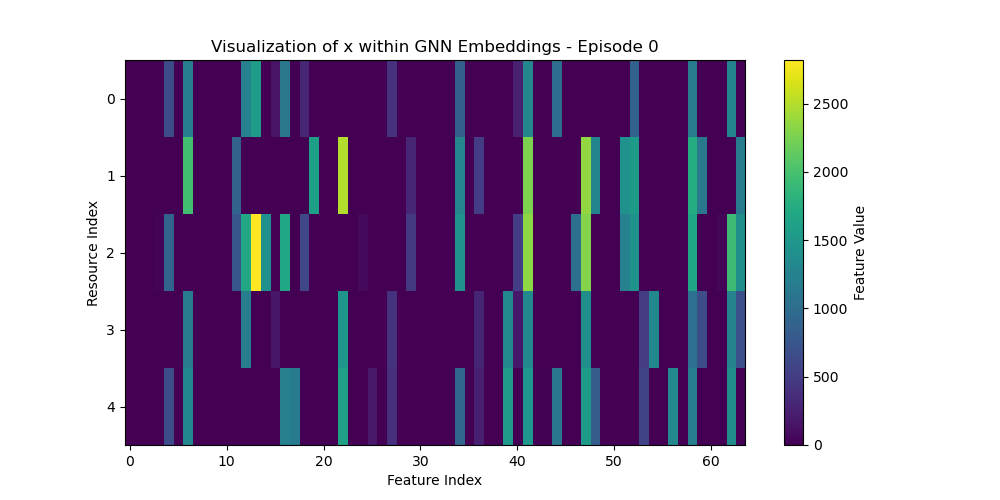 Visualization of x within GNN Embeddings - Episode 0
0
1
2
3
4
Resource Index
0 10 20 30 40 50 60
Feature Index
2500
2000
1500
1000
500
0
Feature Value